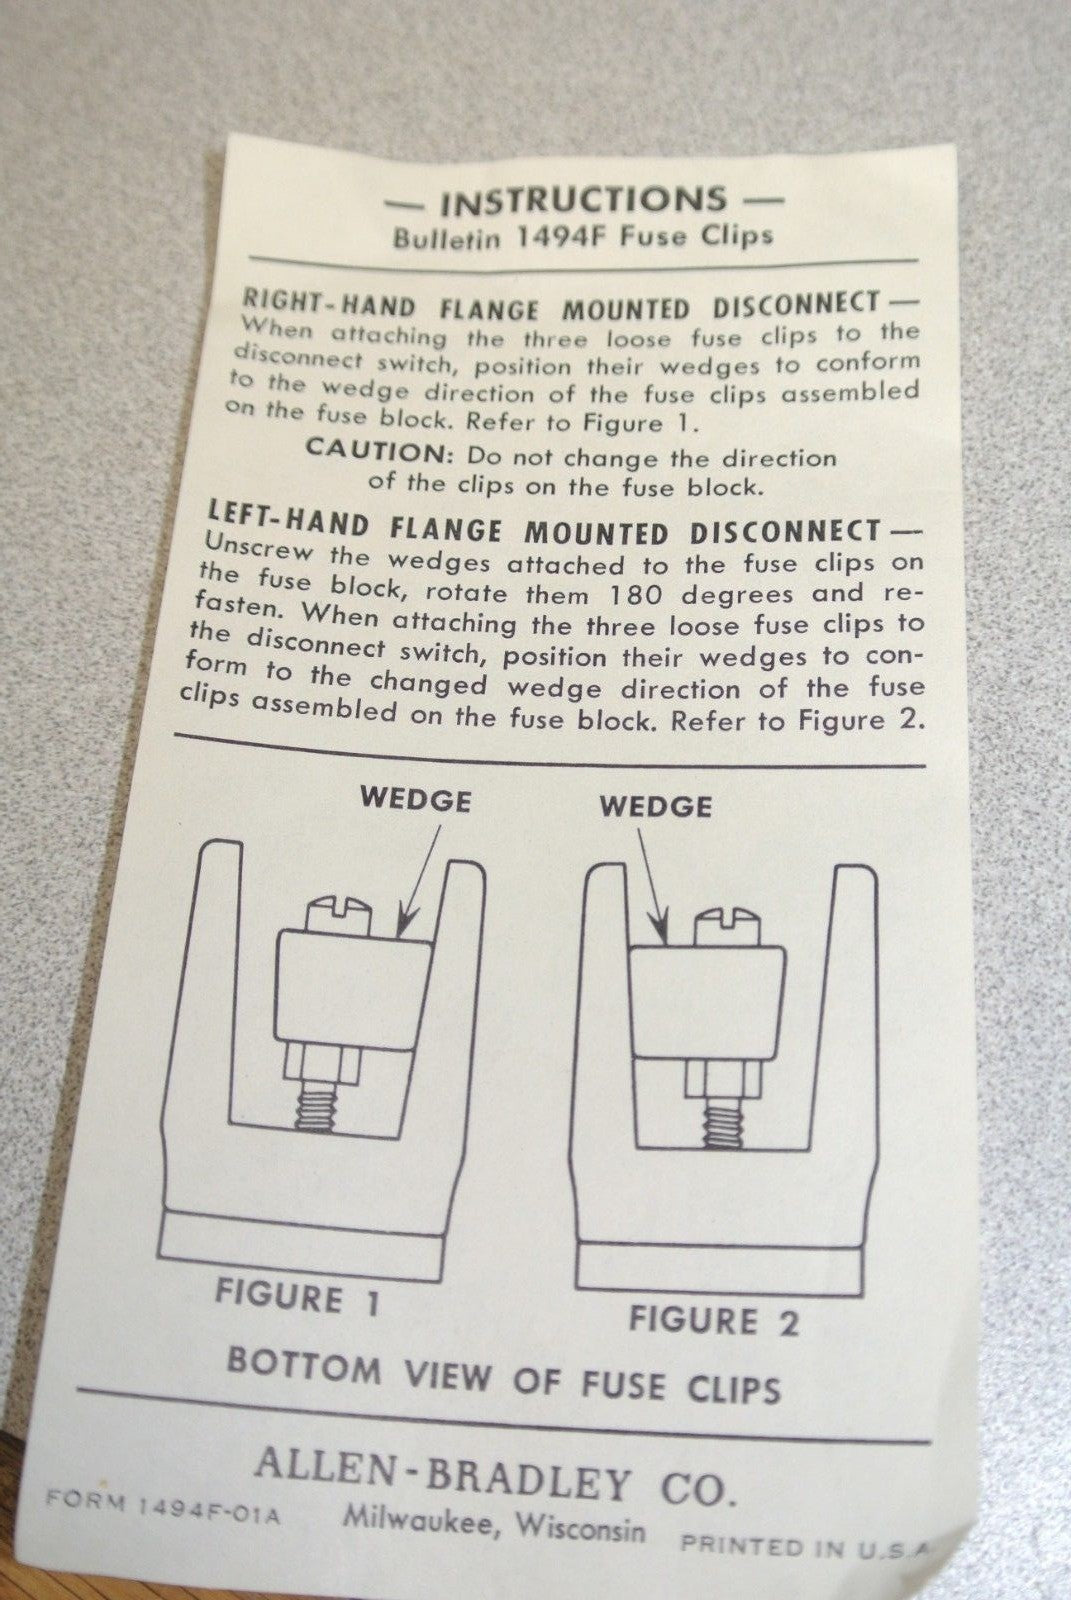 — INSTRUCTIONS —
Bulletin 1494F Fuse Clips
RIGHT-HAND FLANGE MOUNTED DISCONNECT —
When attaching the three loose fuse clips to the
disconnect switch, position their wedges to conform
to the wedge direction of the fuse clips assembled
on the fuse block. Refer to Figure 1.
CAUTION: Do not change the direction
of the clips on the fuse block.
LEFT-HAND FLANGE MOUNTED DISCONNECT —
Unscrew the wedges attached to the fuse clips on
the fuse block, rotate them 180 degrees and re-
fasten. When attaching the three loose fuse clips to
the disconnect switch, position their wedges to con-
form to the changed wedge direction of the fuse
clips assembled on the fuse block. Refer to Figure 2.
WEDGE WEDGE
FIGURE 1 FIGURE 2
BOTTOM VIEW OF FUSE CLIPS
ALLEN-BRADLEY CO.
FORM 1494F-01A Milwaukee, Wisconsin PRINTED IN U.S.A